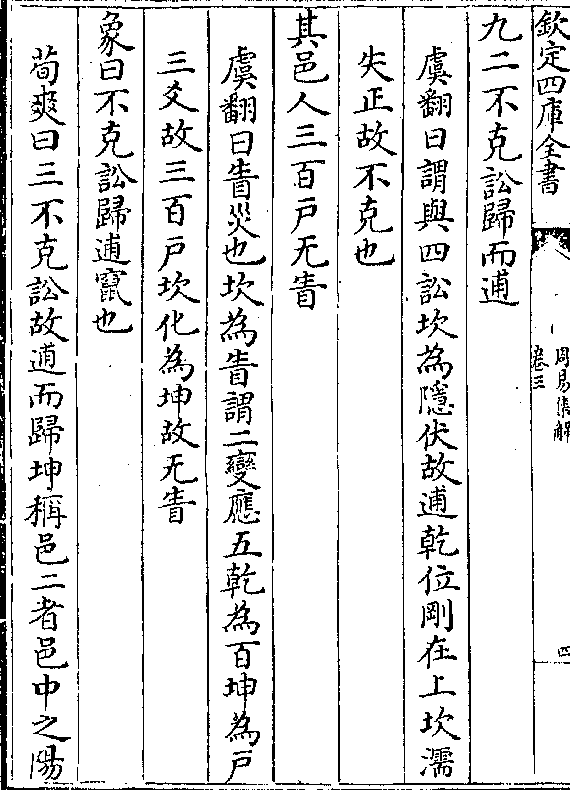 欽定四庫全書
周易集解
卷三
四
九二不克訟歸而逋
虞翻曰謂與四訟坎為隱伏故逋乾位剛在上坎濡
失正故不克也
其邑人三百戸无眚
虞翻曰眚災也坎為眚謂二變應五乾為百坤為戸
三爻故三百戸坎化為坤故无眚
象曰不克訟歸逋竄也
荀爽曰三不克訟故逋而歸坤稱邑二者邑中之陽